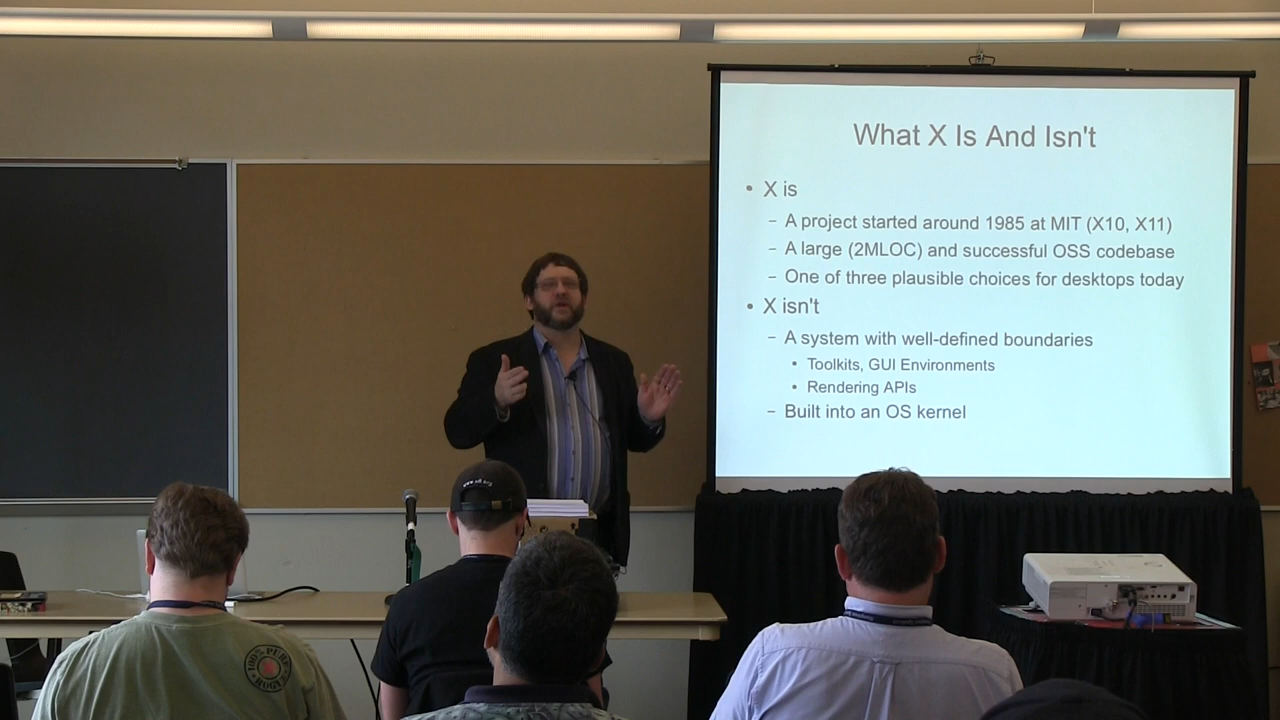 What X Is And Isn't
• X is
– A project started around 1985 at MIT (X10, X11)
– A large (2MLOC) and successful OSS codebase
– One of three plausible choices for desktops today
• X isn't
– A system with well-defined boundaries
• Toolkits, GUI Environments
• Rendering APIs
– Built into an OS kernel
100% PURE